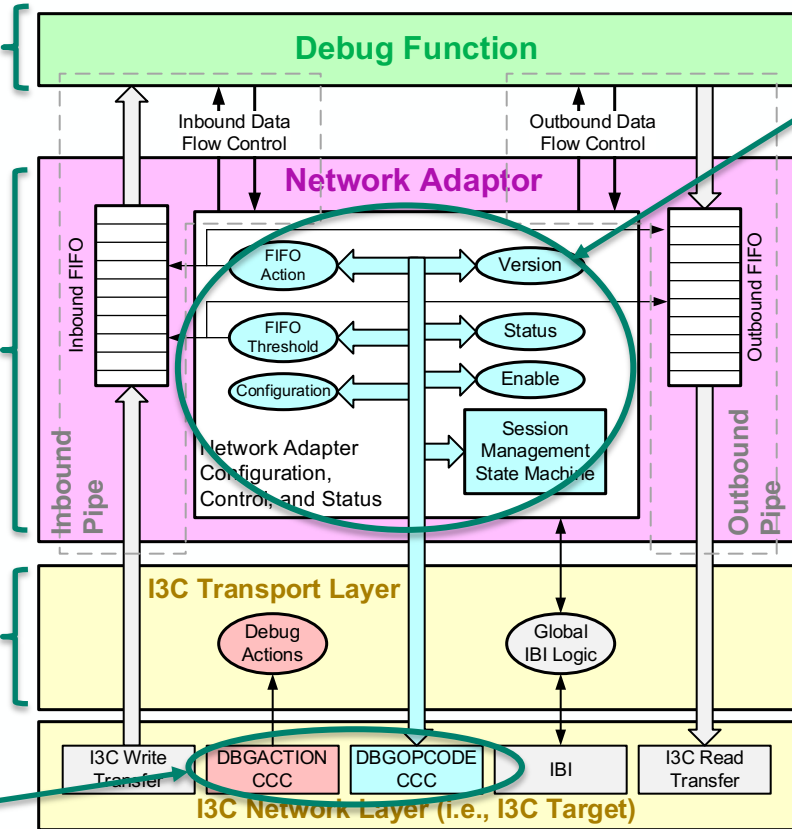 Debug Function
Inbound Data
Flow Control
Outbound Data
Flow Control
Network Adaptor
Inbound FIFO
FIFO
Action
Version
Outbound FIFO
FIFO
Threshold
Status
Configuration
Enable
Session
Management
State Machine
Network Adapter
Configuration,
Control, and Status
Inbound
Pipe
Outbound
Pipe
I3C Transport Layer
Debug
Actions
Global
IBI Logic
I3C Write
Transfer
DBGACTION
CCC
DBGOPCODE
CCC
IBI
I3C Read
Transfer
I3C Network Layer (i.e., I3C Target)